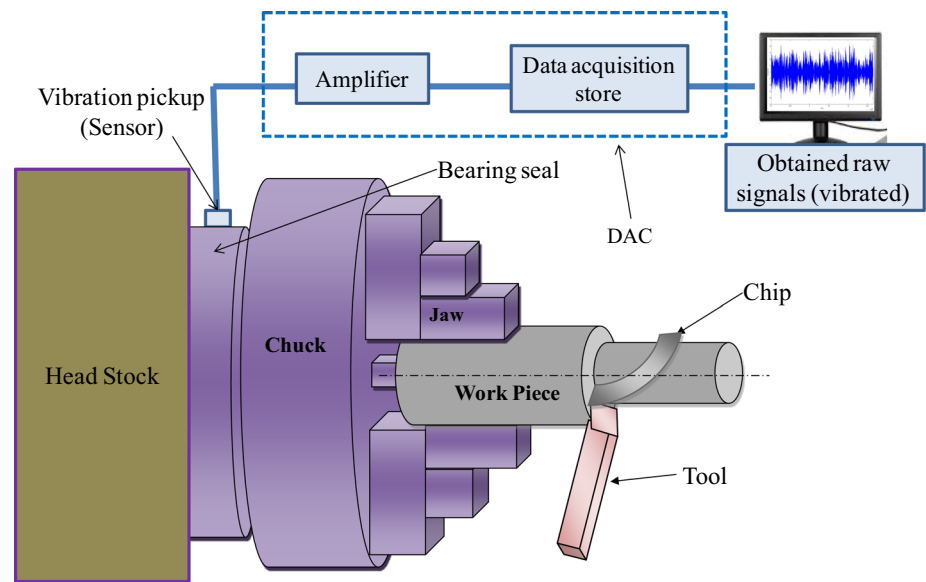 Amplifier
Data acquisition
store
Vibration pickup
(Sensor)
Obtained raw
signals (vibrated)
Bearing seal
DAC
Chip
Jaw
Chuck
Head Stock
Work Piece
Tool